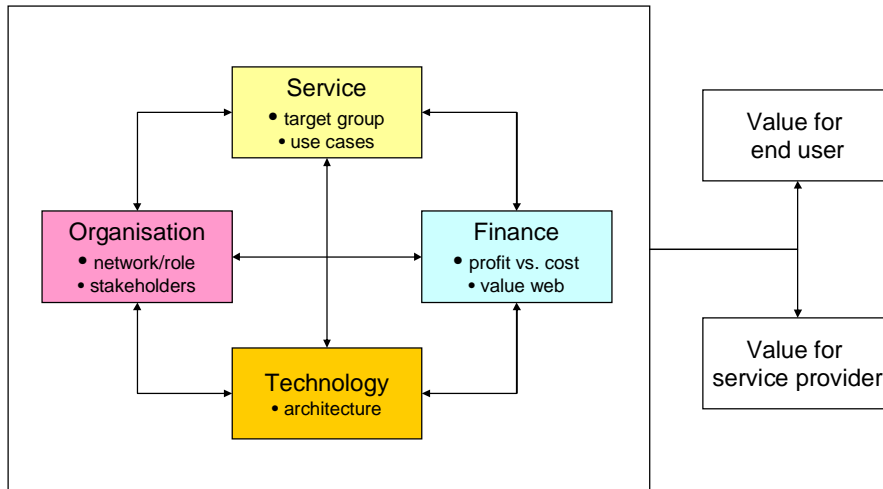 Service
• target group
• use cases
Organisation
• network/role
• stakeholders
Finance
• profit vs. cost
• value web
Technology
• architecture
Value for
end user
Value for
service provider